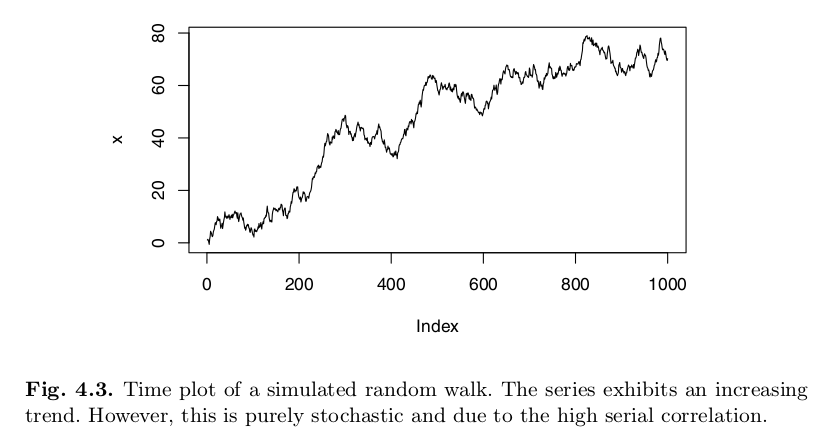 80
60
40
20
0
x
0 200 400 600 800 1000
Index
Fig. 4.3. Time plot of a simulated random walk. The series exhibits an increasing
trend. However, this is purely stochastic and due to the high serial correlation.